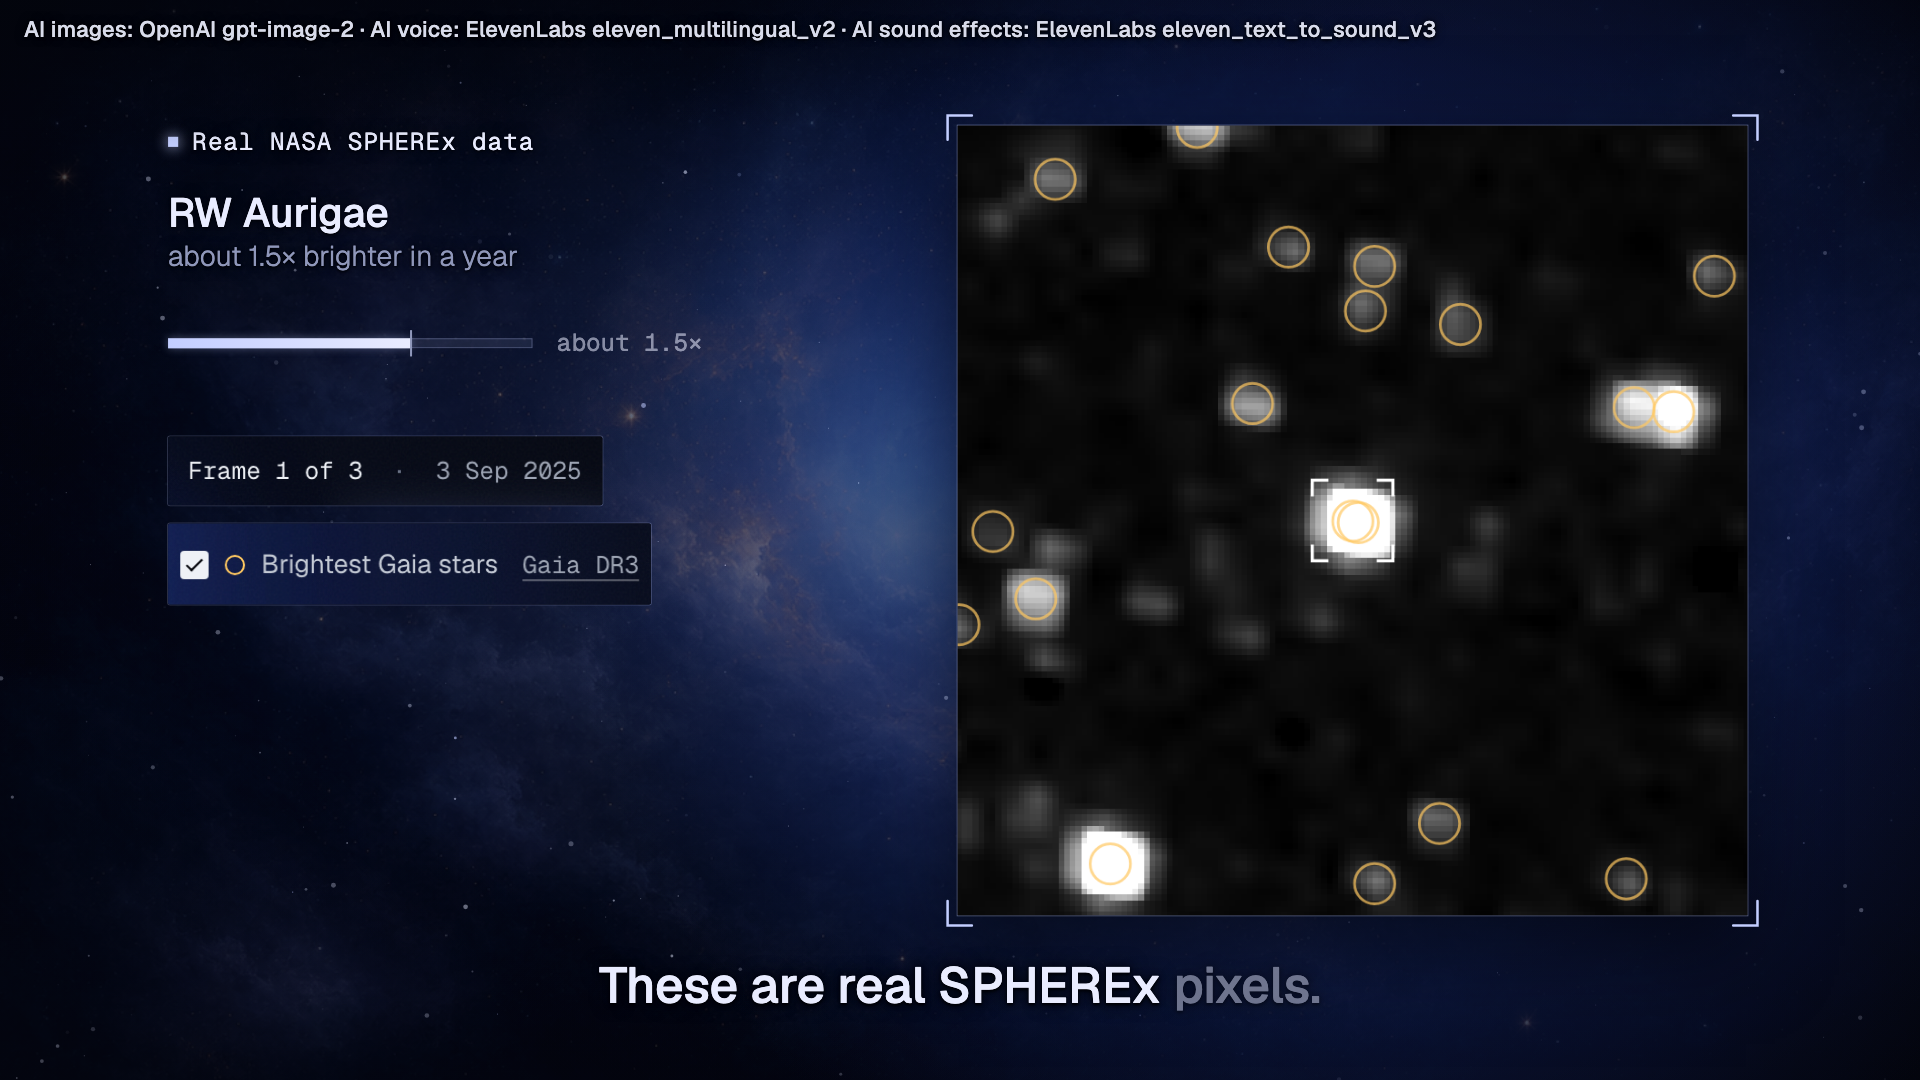 AI images: OpenAI gpt-image-2 · AI voice: ElevenLabs eleven_multilingual_v2 · AI sound effects: ElevenLabs eleven_text_to_sound_v3
Real NASA SPHEREx data
RW Aurigae
about 1.5× brighter in a year
about 1.5×
Frame 1 of 3 · 3 Sep 2025
Brightest Gaia stars Gaia DR3
These are real SPHEREx pixels.